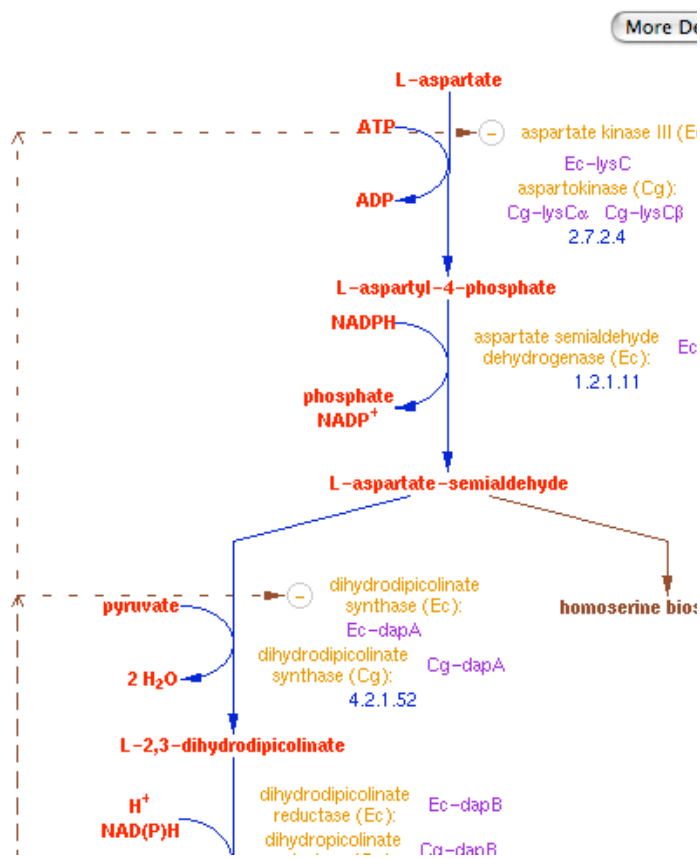 More De
L-aspartate
ATP
− aspartate kinase III (Ec
Ec-lysC
aspartokinase (Cg):
ADP
Cg-lysCα Cg-lysCβ
2.7.2.4
L-aspartyl-4-phosphate
NADPH
aspartate semialdehyde
dehydrogenase (Ec):
Ec
1.2.1.11
phosphate
NADP⁺
L-aspartate-semialdehyde
pyruvate
− dihydrodipicolinate
synthase (Ec):
homoserine bios
Ec-dapA
dihydrodipicolinate
synthase (Cg):
Cg-dapA
2 H₂O
4.2.1.52
L-2,3-dihydrodipicolinate
H⁺
NAD(P)H
dihydrodipicolinate
reductase (Ec):
Ec-dapB
dihydropicolinate
Cg-dapB